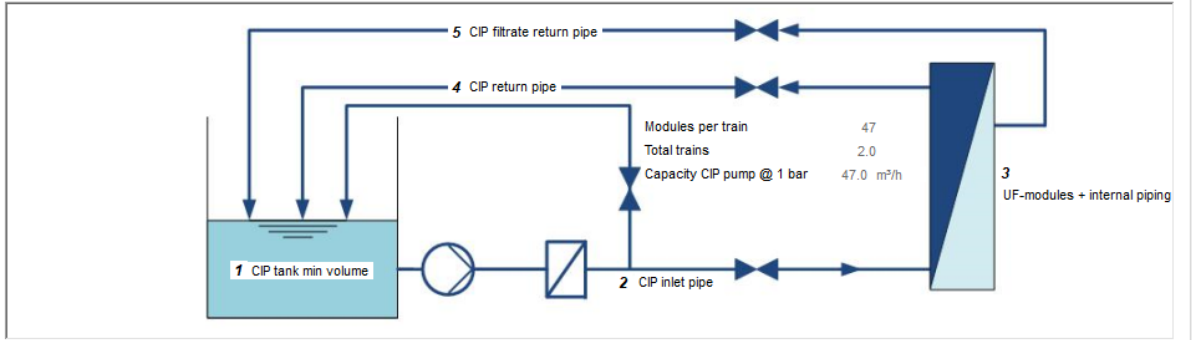 5 CIP filtrate return pipe
4 CIP return pipe
Modules per train 47
Total trains 2.0
Capacity CIP pump @ 1 bar 47.0 m³/h
3
UF-modules + internal piping
1 CIP tank min volume
2 CIP inlet pipe